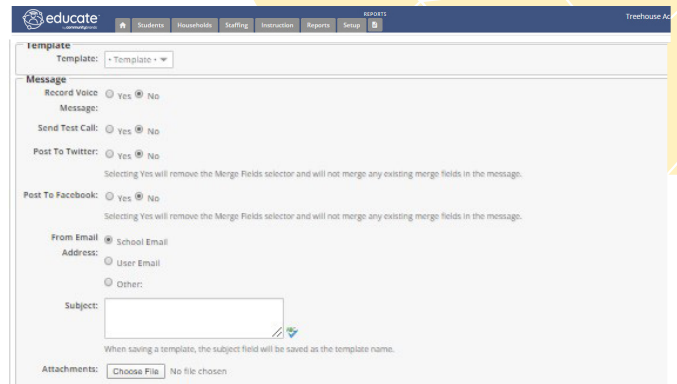 educate
Students Households Staffing Instruction Reports Setup
REPORTS
Treehouse Ac
Template
Template: • Template •
Message
Record Voice Message: Yes No
Send Test Call: Yes No
Post To Twitter: Yes No
Selecting Yes will remove the Merge Fields selector and will not merge any existing merge fields in the message.
Post To Facebook: Yes No
Selecting Yes will remove the Merge Fields selector and will not merge any existing merge fields in the message.
From Email Address: School Email
User Email
Other:
Subject:
ABC
When saving a template, the subject field will be saved as the template name.
Attachments: Choose File No file chosen